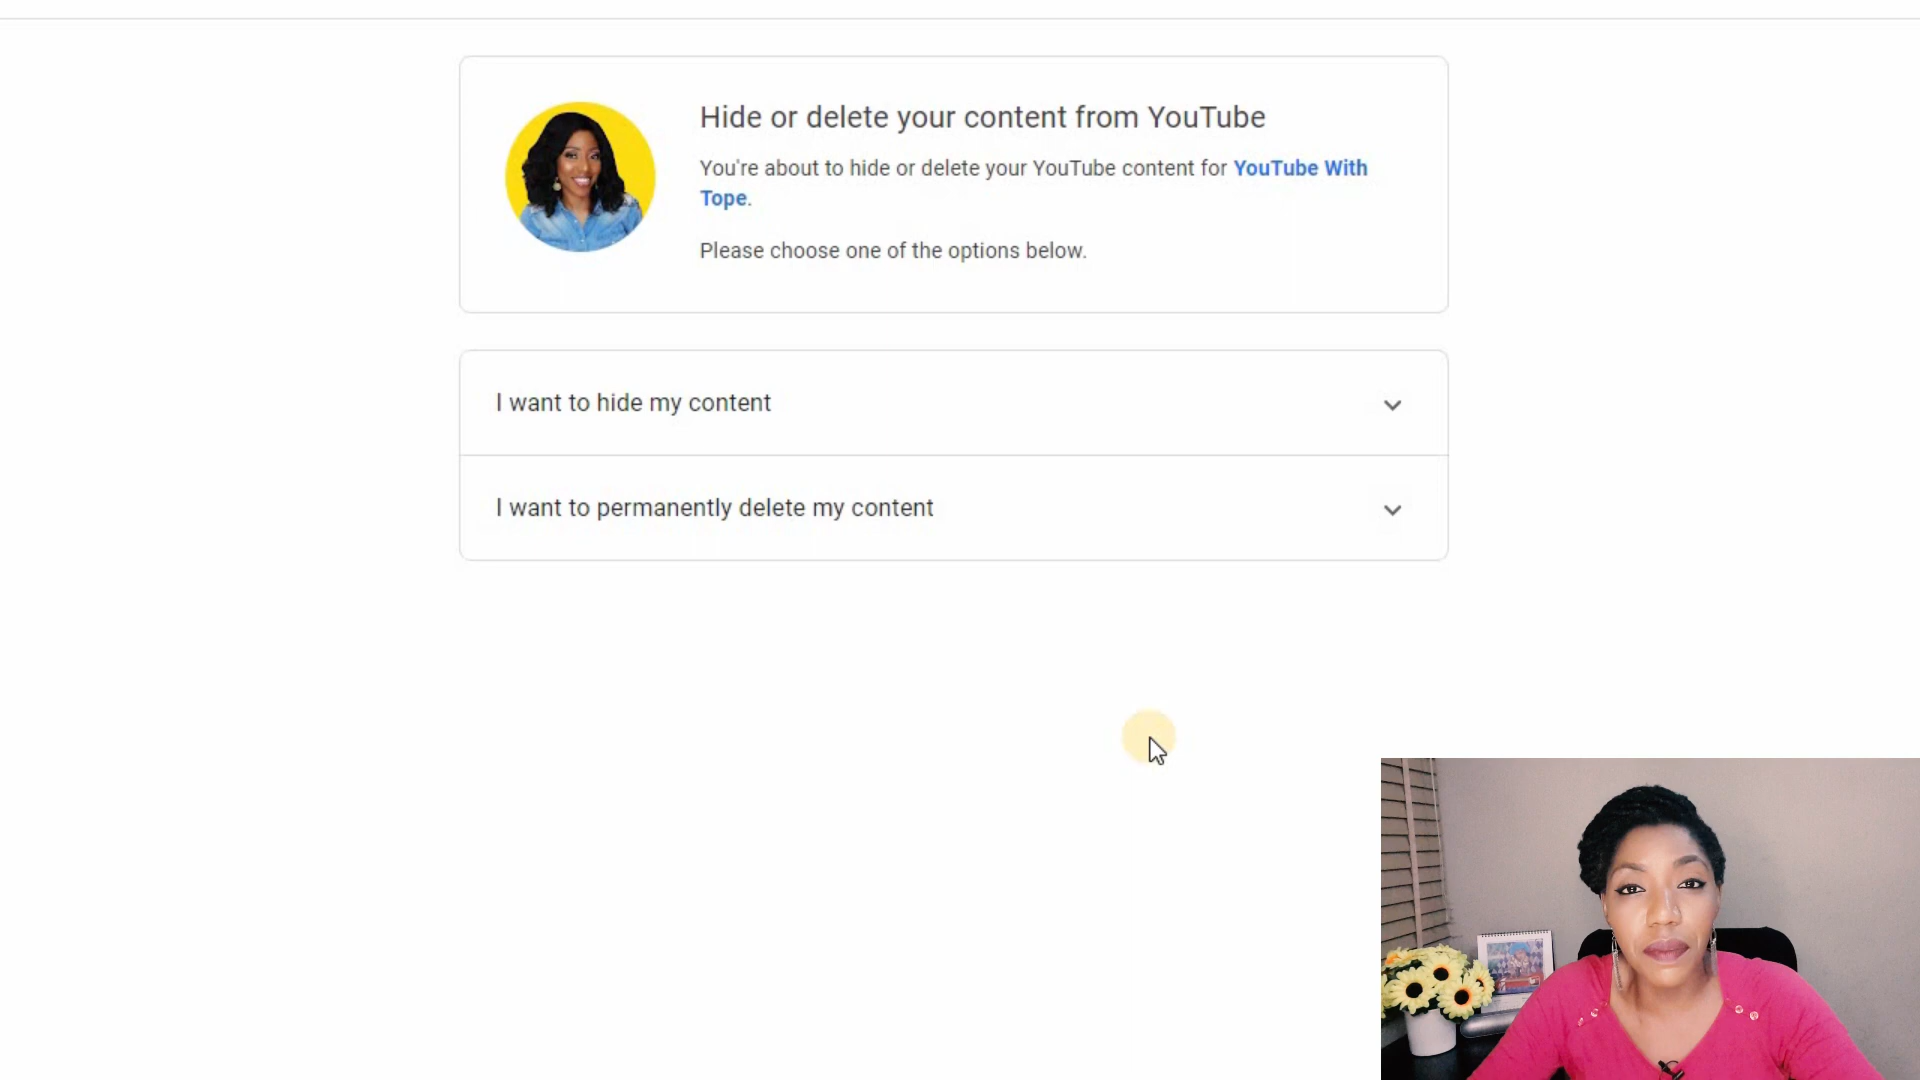 Hide or delete your content from YouTube
You're about to hide or delete your YouTube content for YouTube With
Tope.
Please choose one of the options below.
I want to hide my content
I want to permanently delete my content